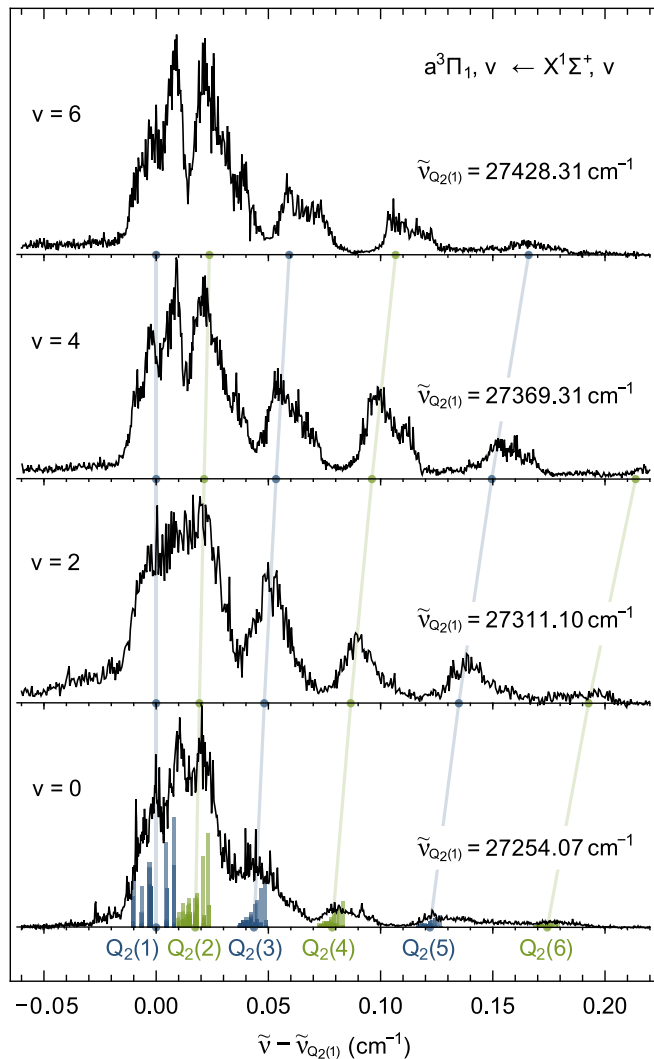 a³Π₁, v ← X¹Σ⁺, v
v = 6
ν̃Q₂(1) = 27428.31 cm⁻¹
v = 4
ν̃Q₂(1) = 27369.31 cm⁻¹
v = 2
ν̃Q₂(1) = 27311.10 cm⁻¹
v = 0
ν̃Q₂(1) = 27254.07 cm⁻¹
Q₂(1) Q₂(2) Q₂(3) Q₂(4) Q₂(5) Q₂(6)
−0.05 0.00 0.05 0.10 0.15 0.20
ν̃ − ν̃Q₂(1) (cm⁻¹)